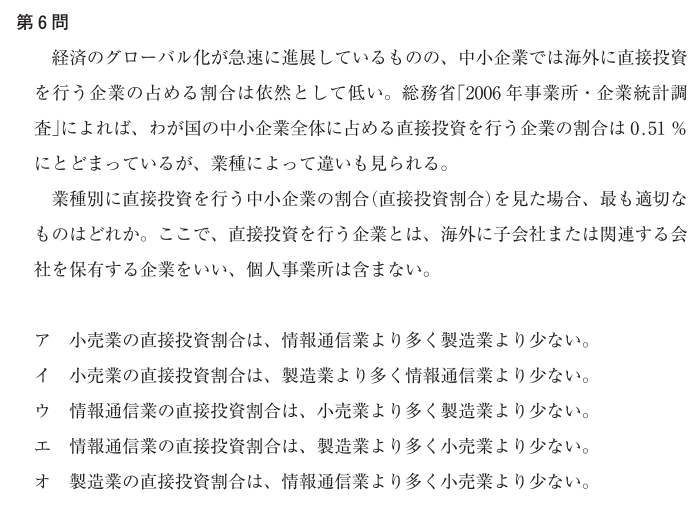 第6問
経済のグローバル化が急速に進展しているものの、中小企業では海外に直接投資
を行う企業の占める割合は依然として低い。総務省「2006 年事業所・企業統計調
査」によれば、わが国の中小企業全体に占める直接投資を行う企業の割合は 0.51 %
にとどまっているが、業種によって違いも見られる。
業種別に直接投資を行う中小企業の割合(直接投資割合)を見た場合、最も適切な
ものはどれか。ここで、直接投資を行う企業とは、海外に子会社または関連する会
社を保有する企業をいい、個人事業所は含まない。
ア 小売業の直接投資割合は、情報通信業より多く製造業より少ない。
イ 小売業の直接投資割合は、製造業より多く情報通信業より少ない。
ウ 情報通信業の直接投資割合は、小売業より多く製造業より少ない。
エ 情報通信業の直接投資割合は、製造業より多く小売業より少ない。
オ 製造業の直接投資割合は、情報通信業より多く小売業より少ない。